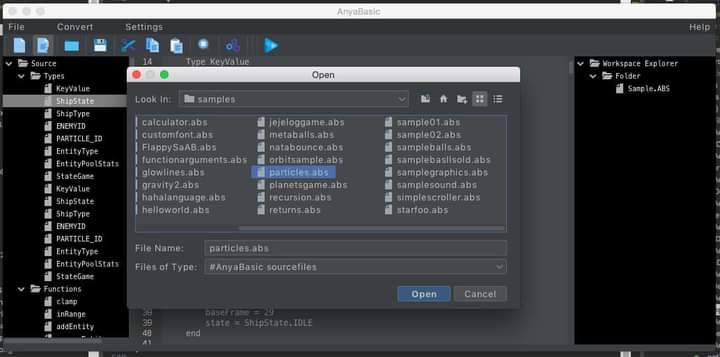 AnyaBasic
File Convert Settings Help
Source
Types
KeyValue
ShipState
ShipType
ENEMYID
PARTICLE_ID
EntityType
EntityPoolStats
StateGame
KeyValue
ShipState
ShipType
ENEMYID
PARTICLE_ID
EntityType
EntityPoolStats
StateGame
Functions
clamp
inRange
addEntity
14 Type KeyValue
Open
Look In: samples
calculator.abs
customfont.abs
FlappySaAB.abs
functionarguments.abs
glowlines.abs
gravity2.abs
hahalanguage.abs
helloworld.abs
jejeloggame.abs
metaballs.abs
natabounce.abs
orbitsample.abs
particles.abs
planetsgame.abs
recursion.abs
returns.abs
sample01.abs
sample02.abs
sampleballs.abs
samplebasIisold.abs
samplegraphics.abs
samplesound.abs
simplescroller.abs
starfoo.abs
File Name: particles.abs
Files of Type: #AnyaBasic sourcefiles
Open Cancel
baseFrame = 29
39 state = ShipState.IDLE
40 end
41
Workspace Explorer
Folder
Sample.ABS